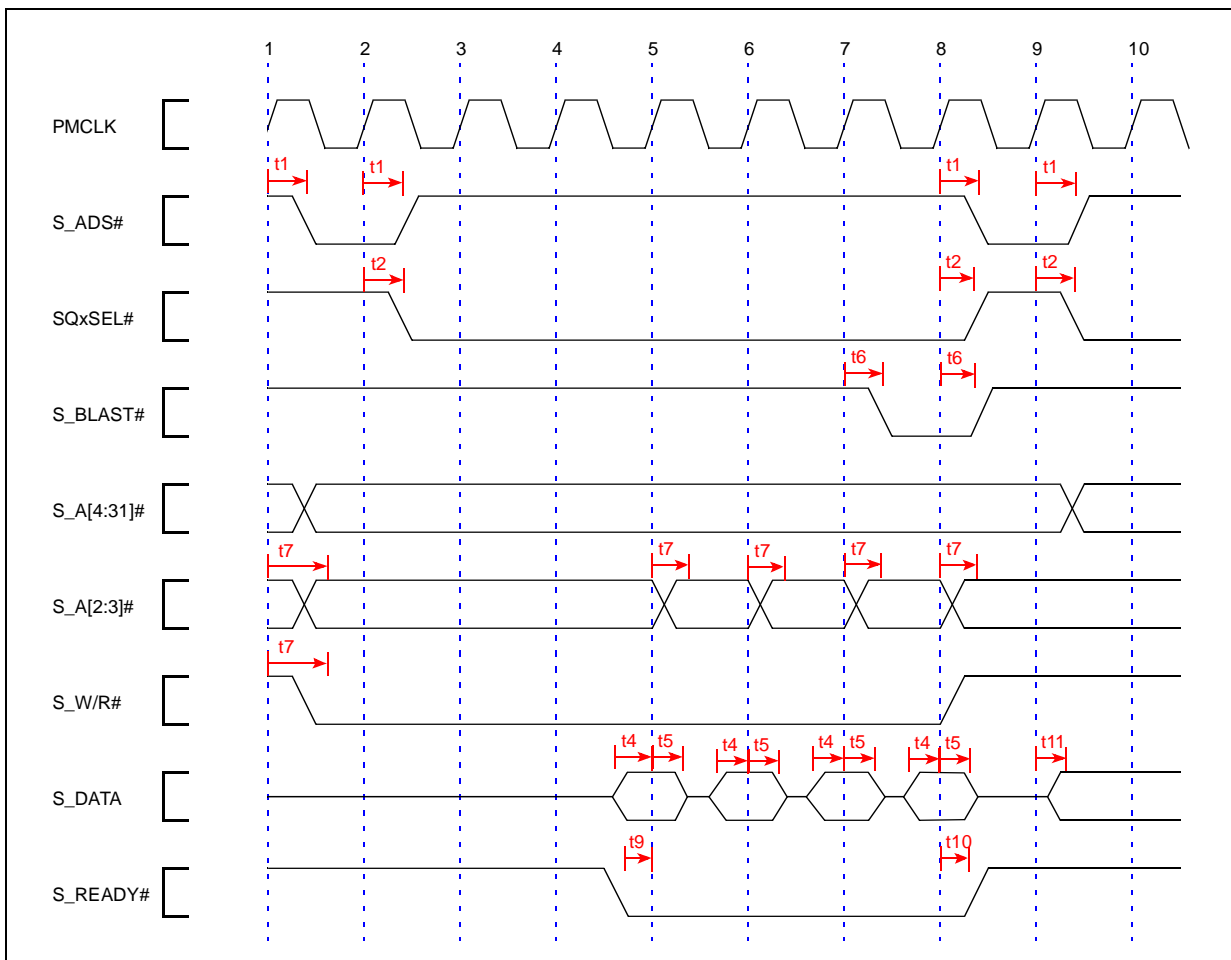 1 2 3 4 5 6 7 8 9 10
PMCLK
t1 t1 t1 t1
S_ADS#
t2 t2 t2
SQxSEL#
t6 t6
S_BLAST#
S_A[4:31]#
t7 t7 t7 t7 t7
S_A[2:3]#
t7
S_W/R#
t4 t5 t4 t5 t4 t5 t4 t5 t11
S_DATA
t9 t10
S_READY#